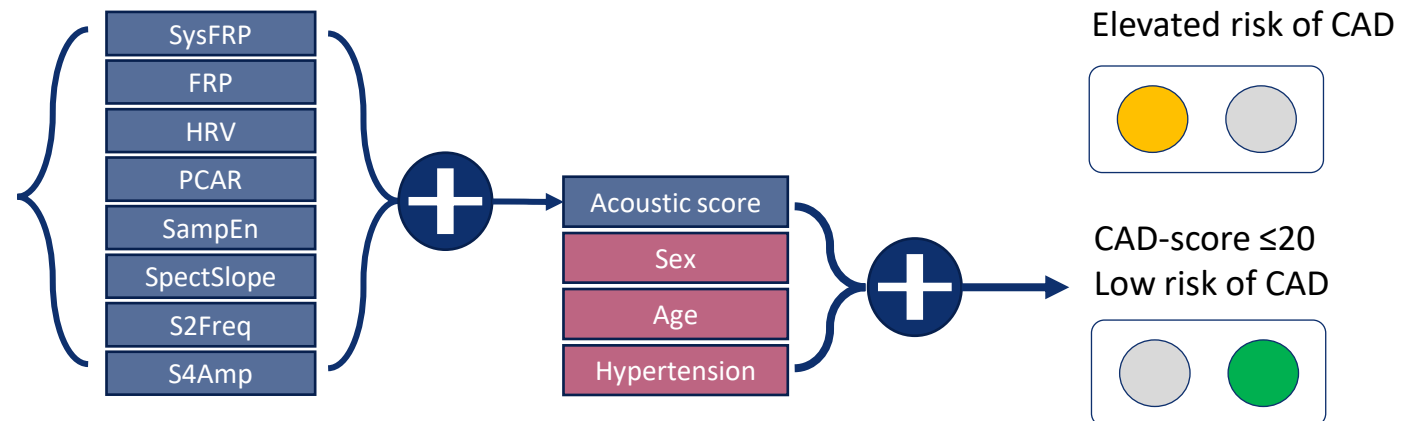 SysFRP
FRP
HRV
PCAR
SampEn
SpectSlope
S2Freq
S4Amp
Acoustic score
Sex
Age
Hypertension
Elevated risk of CAD
CAD-score ≤20
Low risk of CAD